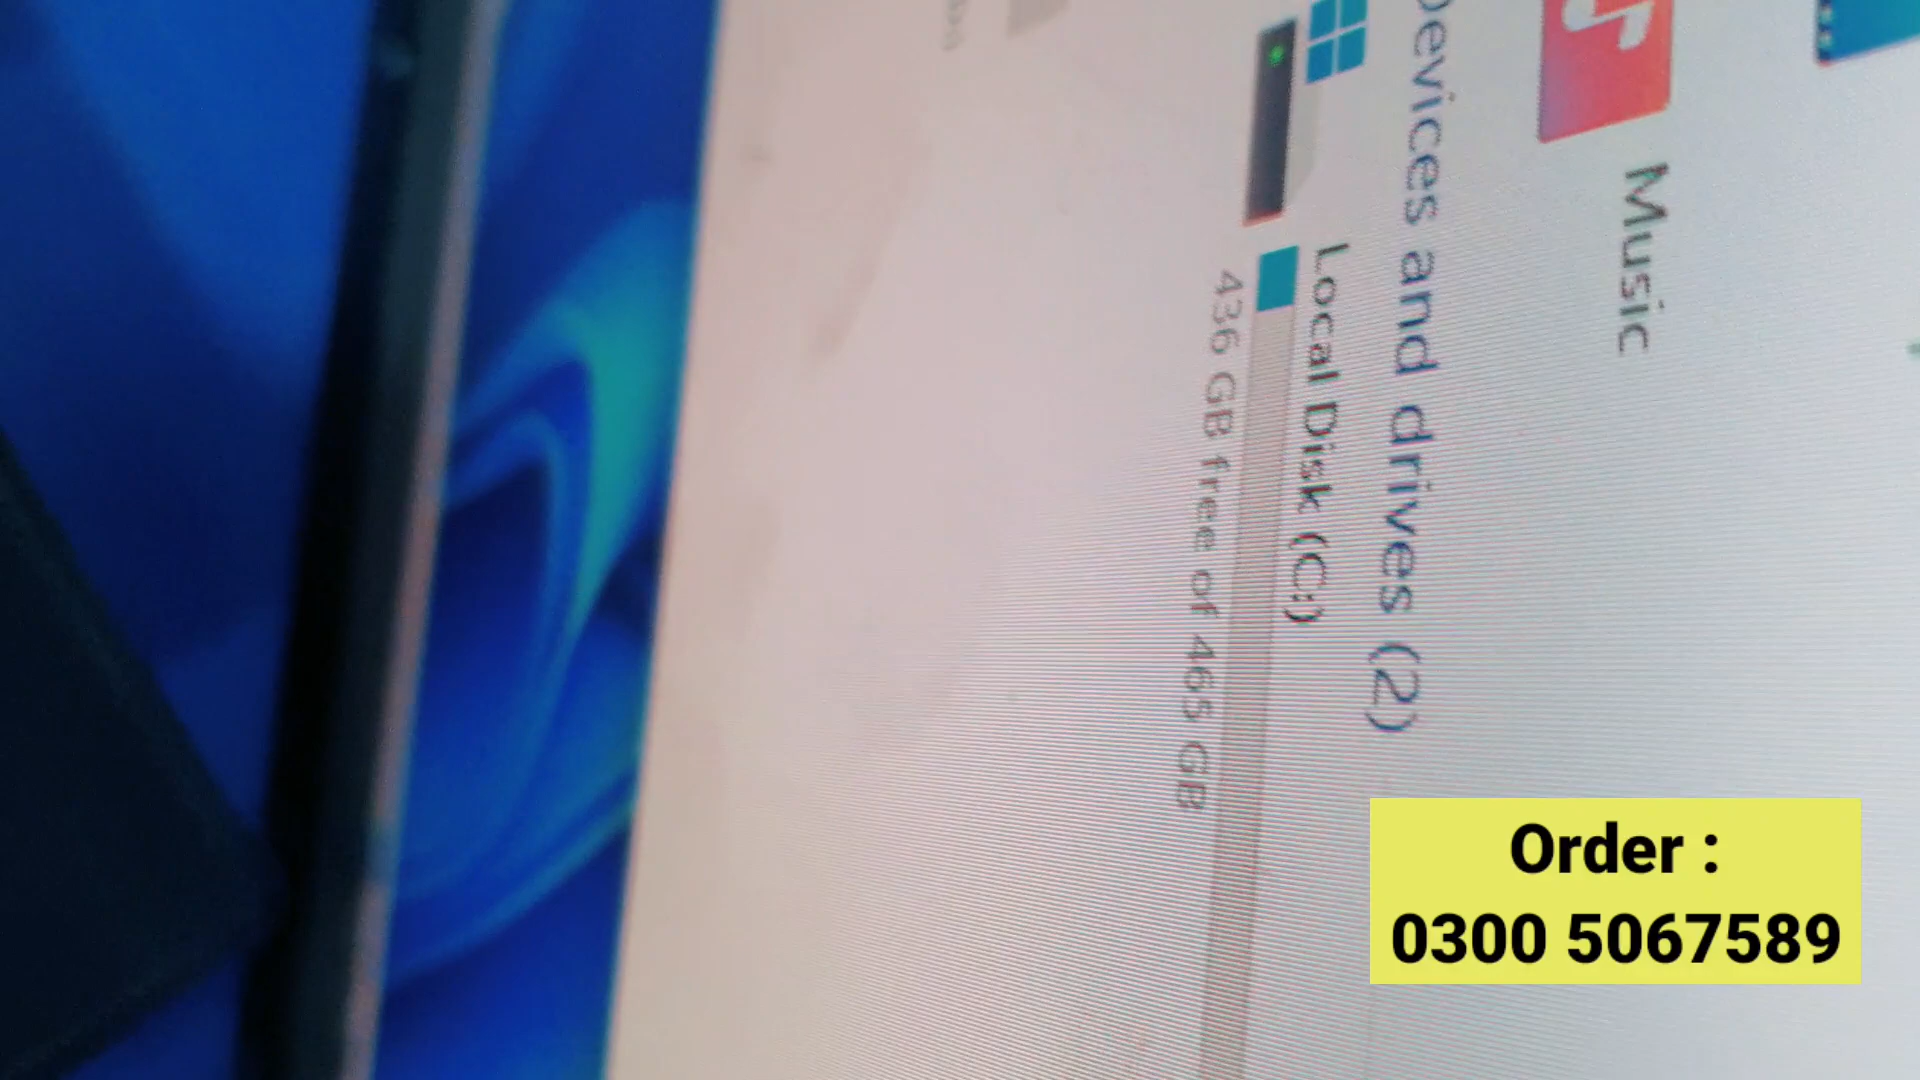 Music
Devices and drives (2)
Local Disk (C:)
436 GB free of 465 GB
Order :
0300 5067589